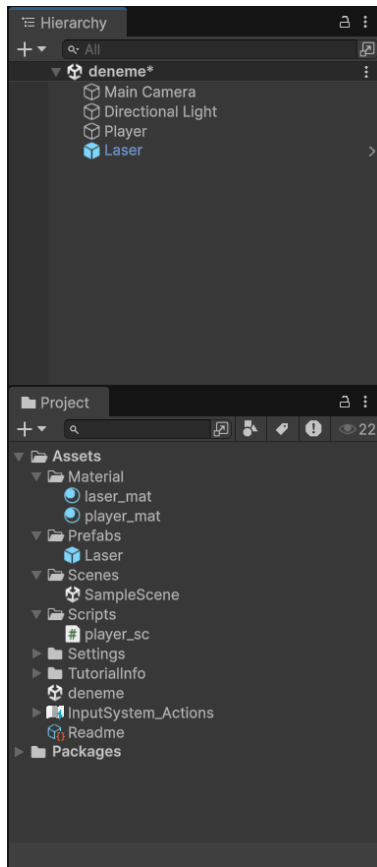 Hierarchy
All
deneme*
Main Camera
Directional Light
Player
Laser
Project
22
Assets
Material
laser_mat
player_mat
Prefabs
Laser
Scenes
SampleScene
Scripts
# player_sc
Settings
TutorialInfo
deneme
InputSystem_Actions
Readme
Packages